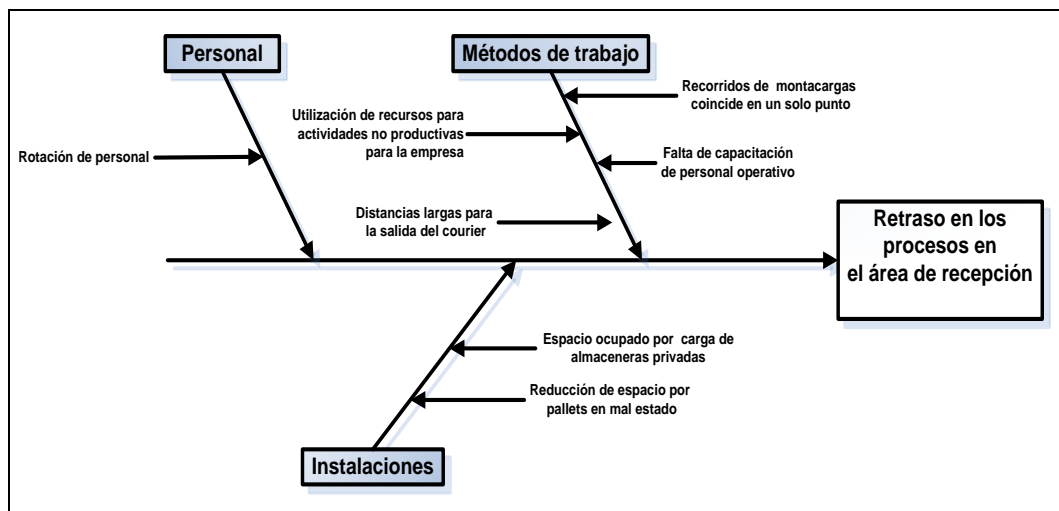 Personal
Métodos de trabajo
Recorridos de montacargas
coincide en un solo punto
Utilización de recursos para
actividades no productivas
para la empresa
Rotación de personal
Falta de capacitación
de personal operativo
Distancias largas para
la salida del courier
Retraso en los
procesos en
el área de recepción
Espacio ocupado por carga de
almaceneras privadas
Reducción de espacio por
pallets en mal estado
Instalaciones